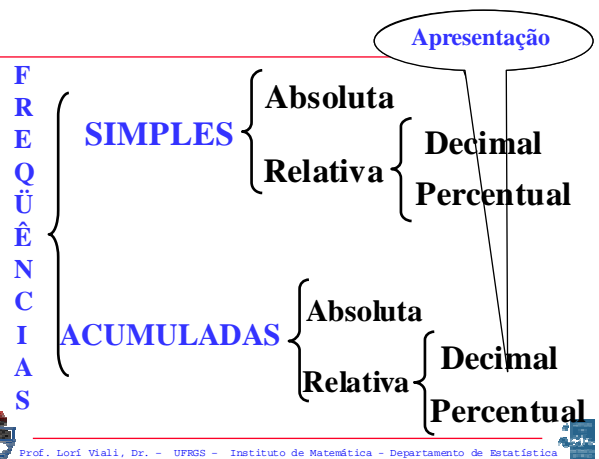 Apresentação
FREQÜÊNCIAS
SIMPLES
Absoluta
Relativa
Decimal
Percentual
ACUMULADAS
Absoluta
Relativa
Decimal
Percentual
Prof. Lorí Viali, Dr. – UFRGS – Instituto de Matemática - Departamento de Estatística